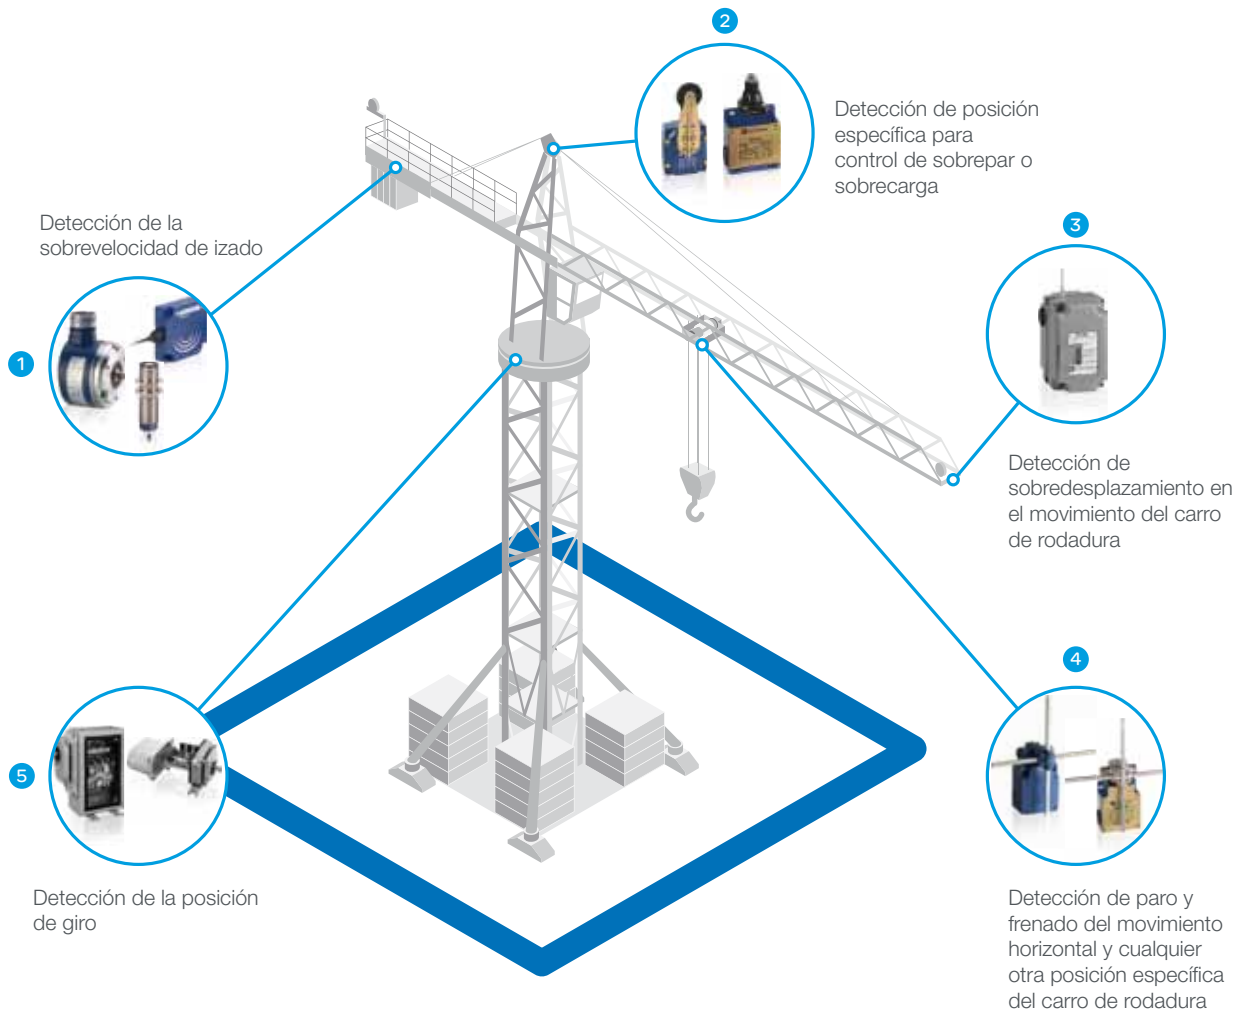 2
Detección de posición
específica para
control de sobrepar o
sobrecarga
Detección de la
sobrevelocidad de izado
1
3
Detección de
sobredesplazamiento en
el movimiento del carro
de rodadura
4
Detección de paro y
frenado del movimiento
horizontal y cualquier
otra posición específica
del carro de rodadura
5
Detección de la posición
de giro